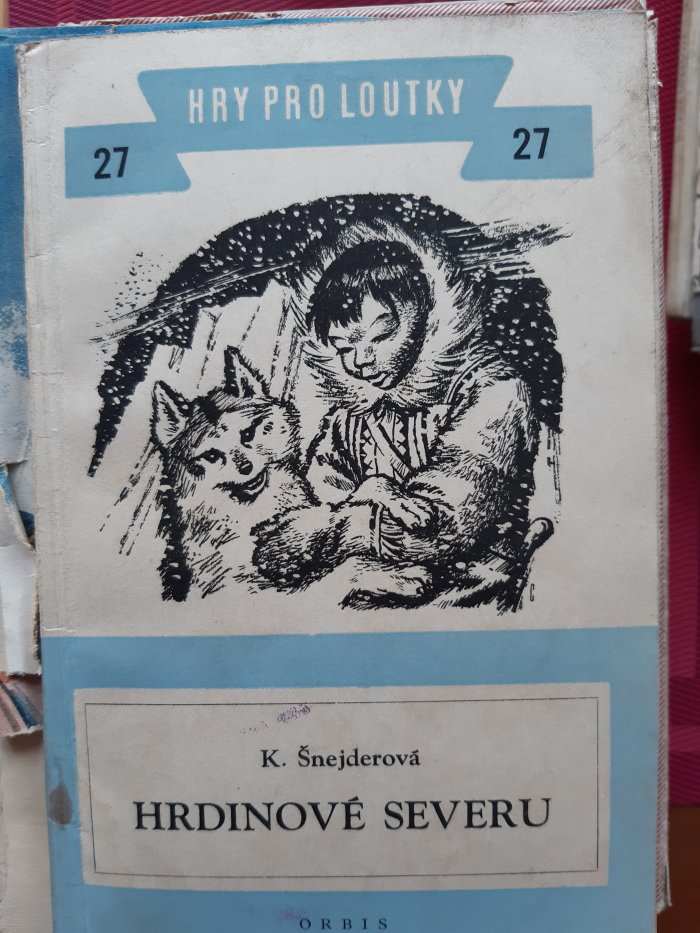 HRY PRO LOUTKY
27 27
K. Šnejderová
HRDINOVÉ SEVERU
ORBIS